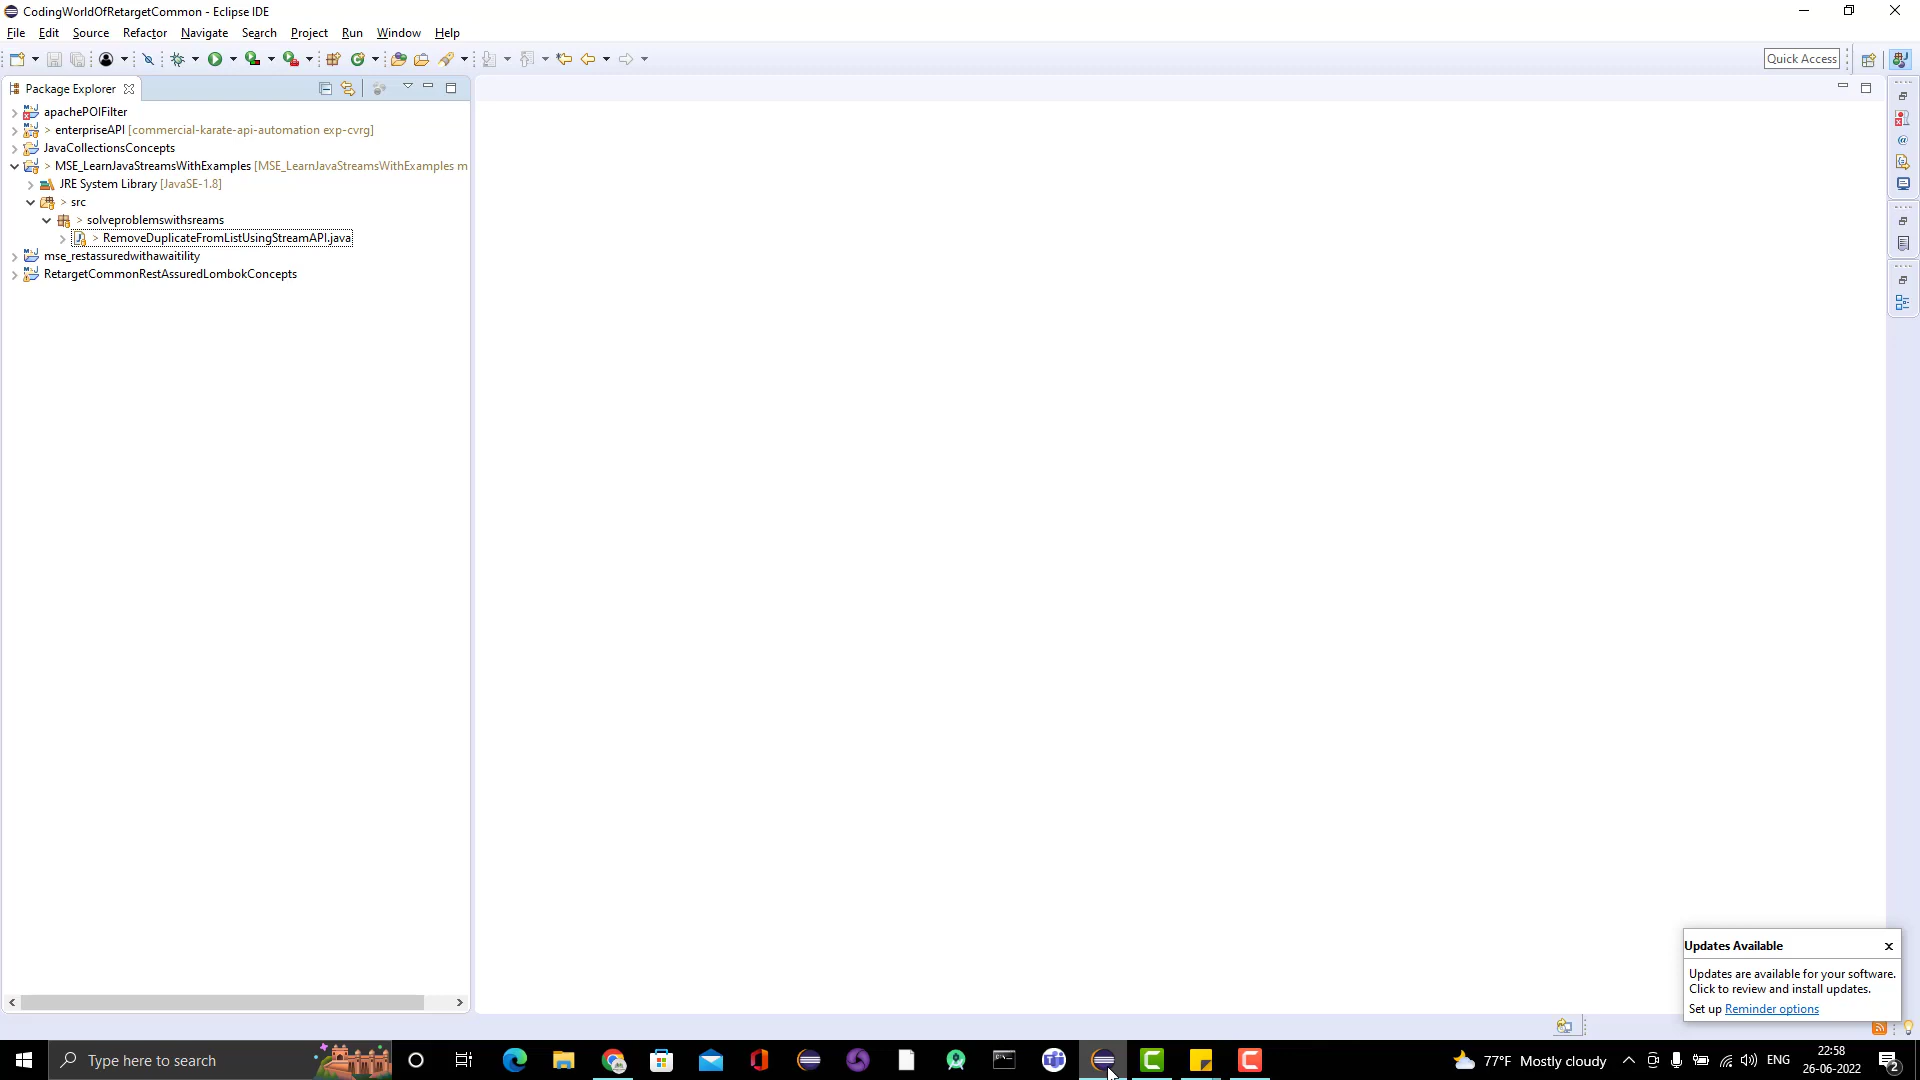 CodingWorldOfRetargetCommon - Eclipse IDE
File Edit Source Refactor Navigate Search Project Run Window Help
Quick Access
Package Explorer
apachePOIFilter
> enterpriseAPI [commercial-karate-api-automation exp-cvrg]
JavaCollectionsConcepts
> MSE_LearnJavaStreamsWithExamples [MSE_LearnJavaStreamsWithExamples m
JRE System Library [JavaSE-1.8]
> src
> solveproblemswithsreams
> RemoveDuplicateFromListUsingStreamAPI.java
mse_restassuredwithawaitility
RetargetCommonRestAssuredLombokConcepts
Updates Available
Updates are available for your software.
Click to review and install updates.
Set up Reminder options
Type here to search
77°F Mostly cloudy
ENG
22:58
26-06-2022
2